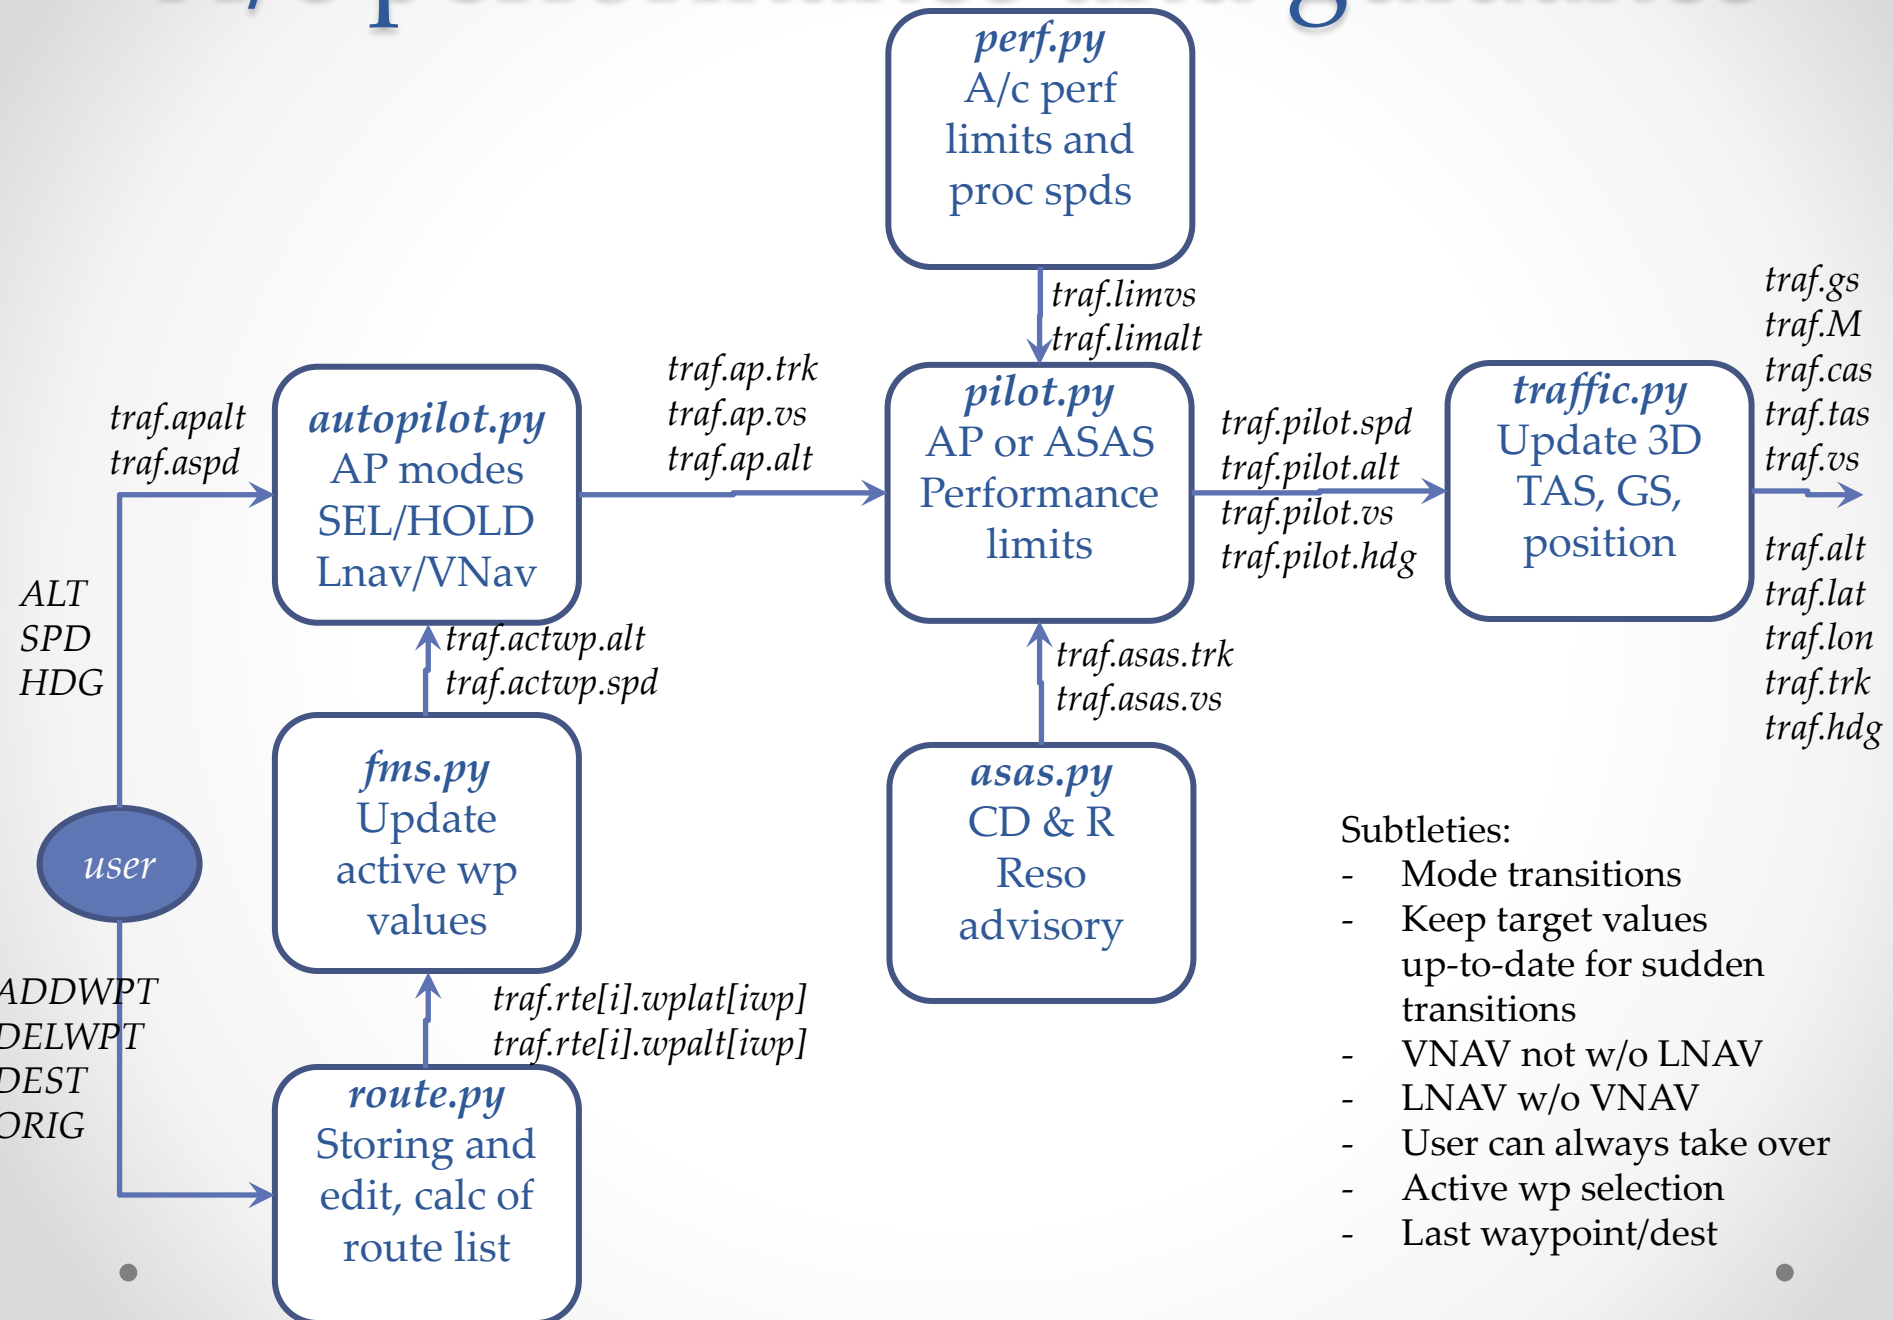 A/c performance and guidance
perf.py
A/c perf
limits and
proc spds
traf.limvs
traf.limalt
traf.gs
traf.M
traf.cas
traf.tas
traf.vs
traf.apalt
traf.aspd
autopilot.py
AP modes
SEL/HOLD
Lnav/VNav
traf.ap.trk
traf.ap.vs
traf.ap.alt
pilot.py
AP or ASAS
Performance
limits
traf.pilot.spd
traf.pilot.alt
traf.pilot.vs
traf.pilot.hdg
traffic.py
Update 3D
TAS, GS,
position
traf.alt
traf.lat
traf.lon
traf.trk
traf.hdg
ALT
SPD
HDG
traf.actwp.alt
traf.actwp.spd
traf.asas.trk
traf.asas.vs
user
fms.py
Update
active wp
values
asas.py
CD & R
Reso
advisory
ADDWPT
DELWPT
DEST
ORIG
traf.rte[i].wplat[iwp]
traf.rte[i].wpalt[iwp]
route.py
Storing and
edit, calc of
route list
Subtleties:
- Mode transitions
- Keep target values
up-to-date for sudden
transitions
- VNAV not w/o LNAV
- LNAV w/o VNAV
- User can always take over
- Active wp selection
- Last waypoint/dest